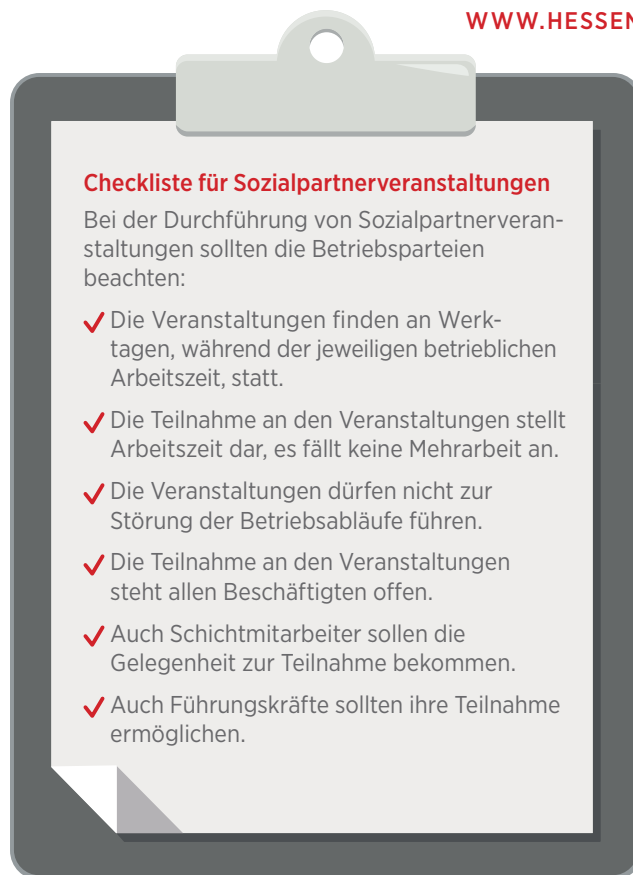 WWW.HESSEN
Checkliste für Sozialpartnerveranstaltungen
Bei der Durchführung von Sozialpartnerveran-
staltungen sollten die Betriebsparteien
beachten:
Die Veranstaltungen finden an Werk-
tagen, während der jeweiligen betrieblichen
Arbeitszeit, statt.
Die Teilnahme an den Veranstaltungen stellt
Arbeitszeit dar, es fällt keine Mehrarbeit an.
Die Veranstaltungen dürfen nicht zur
Störung der Betriebsabläufe führen.
Die Teilnahme an den Veranstaltungen
steht allen Beschäftigten offen.
Auch Schichtmitarbeiter sollen die
Gelegenheit zur Teilnahme bekommen.
Auch Führungskräfte sollten ihre Teilnahme
ermöglichen.